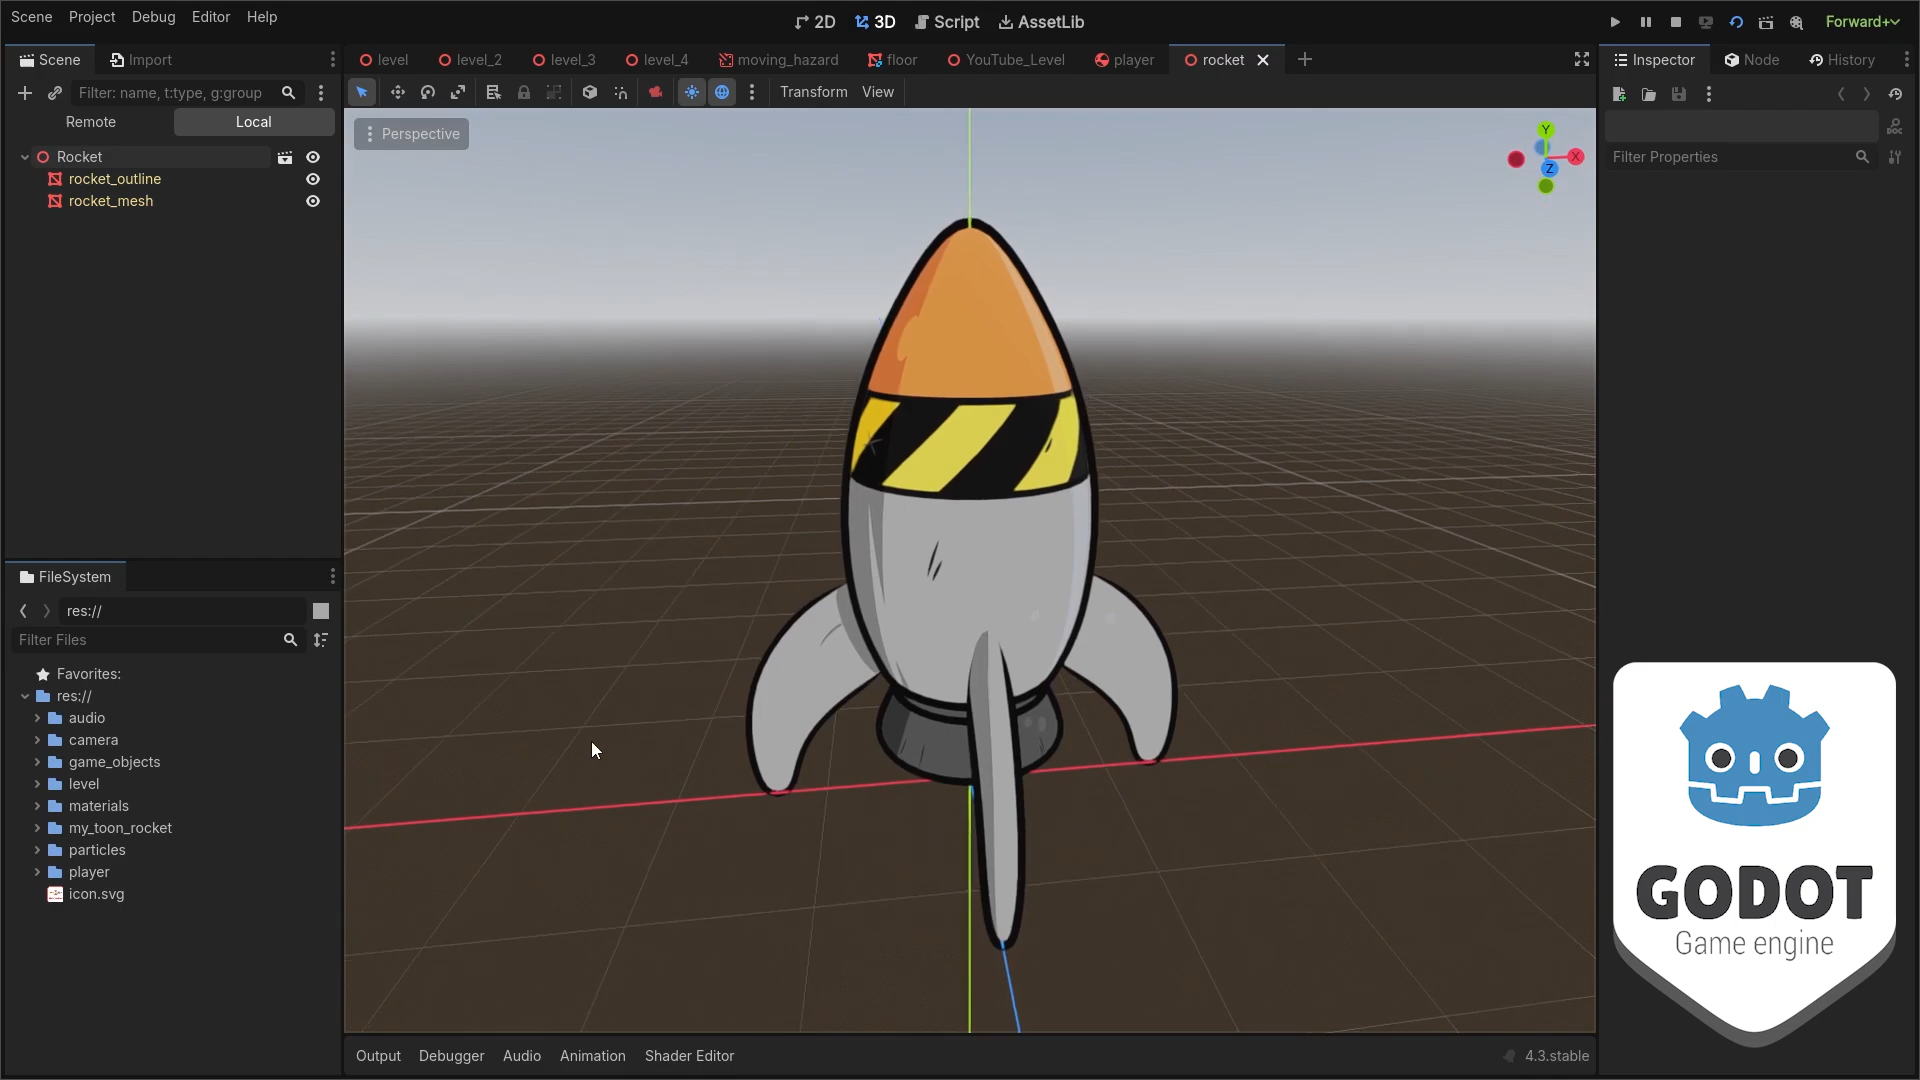 Scene Project Debug Editor Help
2D 3D Script AssetLib
Forward+
Scene Import
level level_2 level_3 level_4 moving_hazard floor YouTube_Level player rocket
Inspector Node History
Filter: name, t:type, g:group
Transform View
Remote Local
Perspective
Rocket
rocket_outline
rocket_mesh
Y
X
Z
DOC
Filter Properties
FileSystem
res://
Filter Files
Favorites:
res://
audio
camera
game_objects
level
materials
my_toon_rocket
particles
player
icon.svg
GODOT
Game engine
Output Debugger Audio Animation Shader Editor
4.3.stable